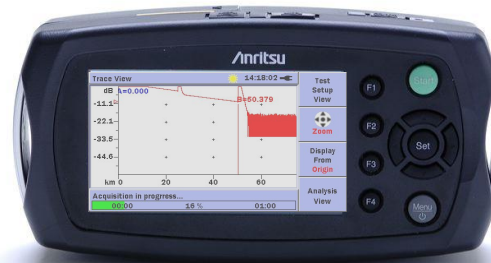 Anritsu
Trace View 14:18:02
dB A=0.000 B=50.379
-11.1
-22.1
-33.5
-44.6
km 0 20 40 60
Acquisition in progrress...
00:00 16 % 01:00
Test
Setup
View
Zoom
Display
From
Origin
Analysis
View
F1
F2
F3
F4
Start
Set
Menu